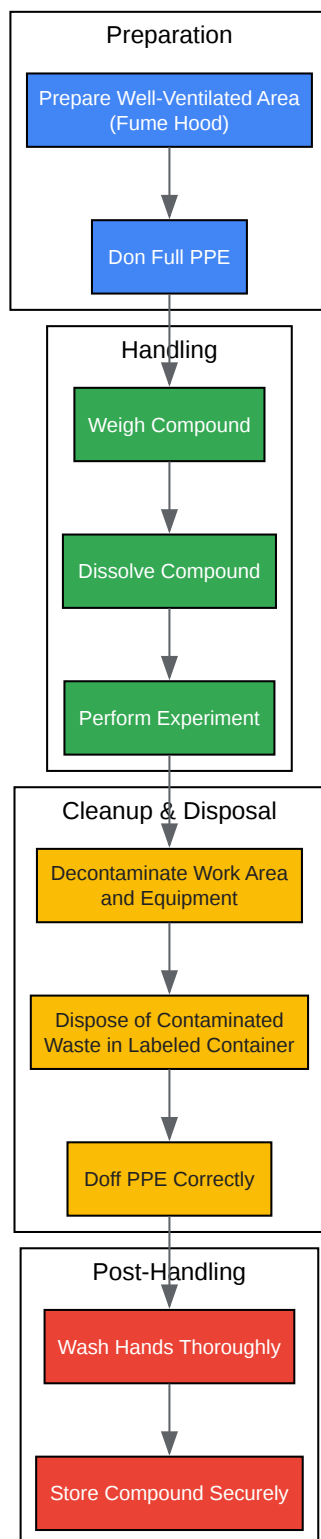 Preparation
Prepare Well-Ventilated Area
(Fume Hood)
Don Full PPE
Handling
Weigh Compound
Dissolve Compound
Perform Experiment
Cleanup & Disposal
Decontaminate Work Area
and Equipment
Dispose of Contaminated
Waste in Labeled Container
Doff PPE Correctly
Post-Handling
Wash Hands Thoroughly
Store Compound Securely